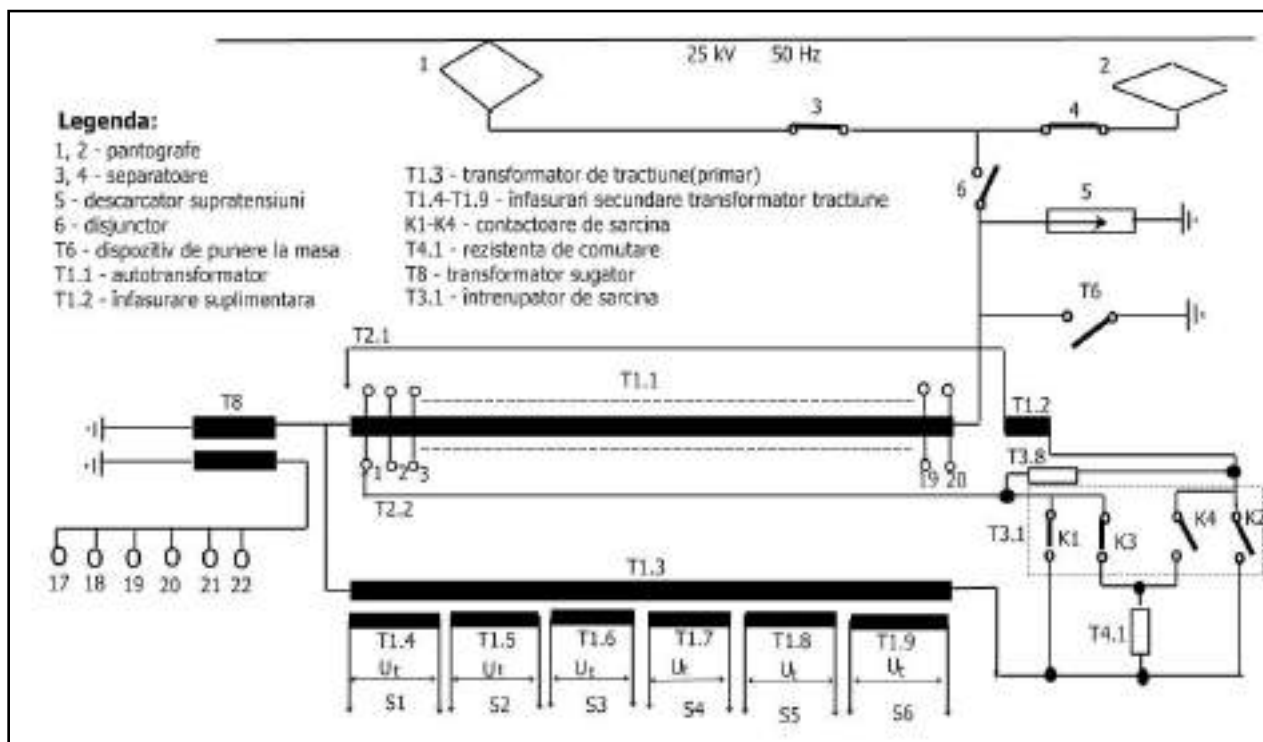 25 kV 50 Hz
1
2
3
4
Legenda:
1, 2 - pantografe
3, 4 - separatoare
5 - descarcator supratensiuni
6 - disjunctor
T6 - dispozitiv de punere la masa
T1.1 - autotransformator
T1.2 - înfasurare suplimentara
T1.3 - transformator de tractiune(primar)
T1.4-T1.9 - înfasurari secundare transformator tractiune
K1-K4 - contactoare de sarcina
T4.1 - rezistenta de comutare
T8 - transformator sugator
T3.1 - întrerupator de sarcina
6
5
T6
T2.1
T1.1
T8
T1.2
1 2 3
19 20
T3.8
T2.2
T3.1 K1 K3 K4 K2
17 18 19 20 21 22
T1.3
T4.1
T1.4 T1.5 T1.6 T1.7 T1.8 T1.9
Ut Ut Ut Ut Ut Ut
S1 S2 S3 S4 S5 S6